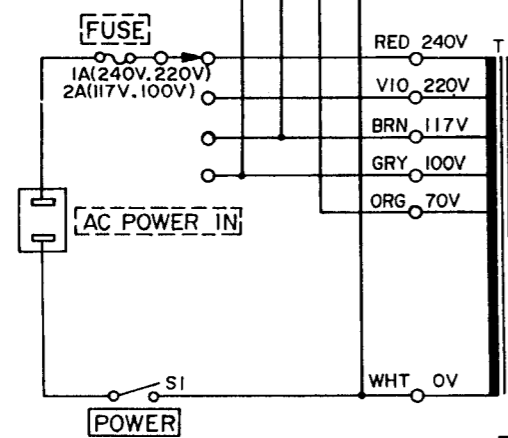 FUSE
1A(240V.220V)
2A(117V.100V)
RED 240V
T
VIO 220V
BRN 117V
GRY 100V
ORG 70V
AC POWER IN
S1
WHT 0V
POWER